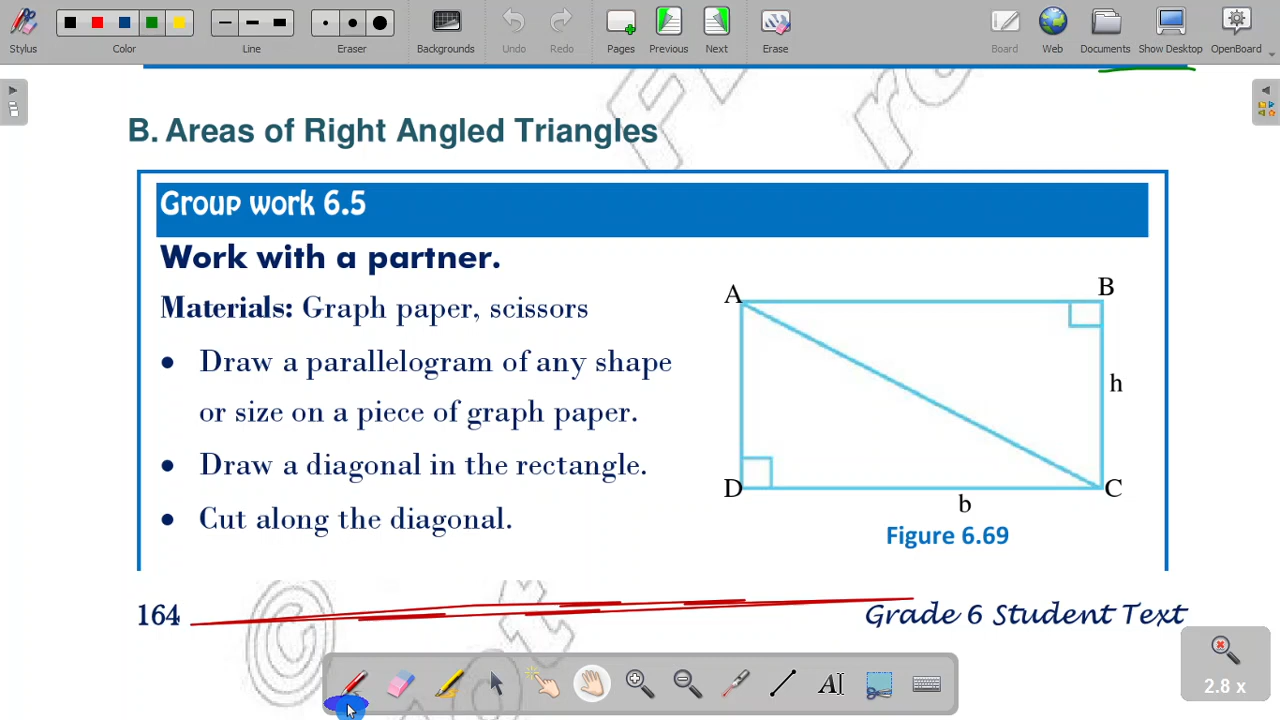 Stylus
Color
Line
Eraser
Backgrounds
Undo
Redo
Pages
Previous
Next
Erase
Board
Web
Documents
Show Desktop
OpenBoard
B. Areas of Right Angled Triangles
Group work 6.5
Work with a partner.
Materials: Graph paper, scissors
• Draw a parallelogram of any shape
or size on a piece of graph paper.
• Draw a diagonal in the rectangle.
• Cut along the diagonal.
A
B
h
D
C
b
Figure 6.69
164
Grade 6 Student Text
2.8 x